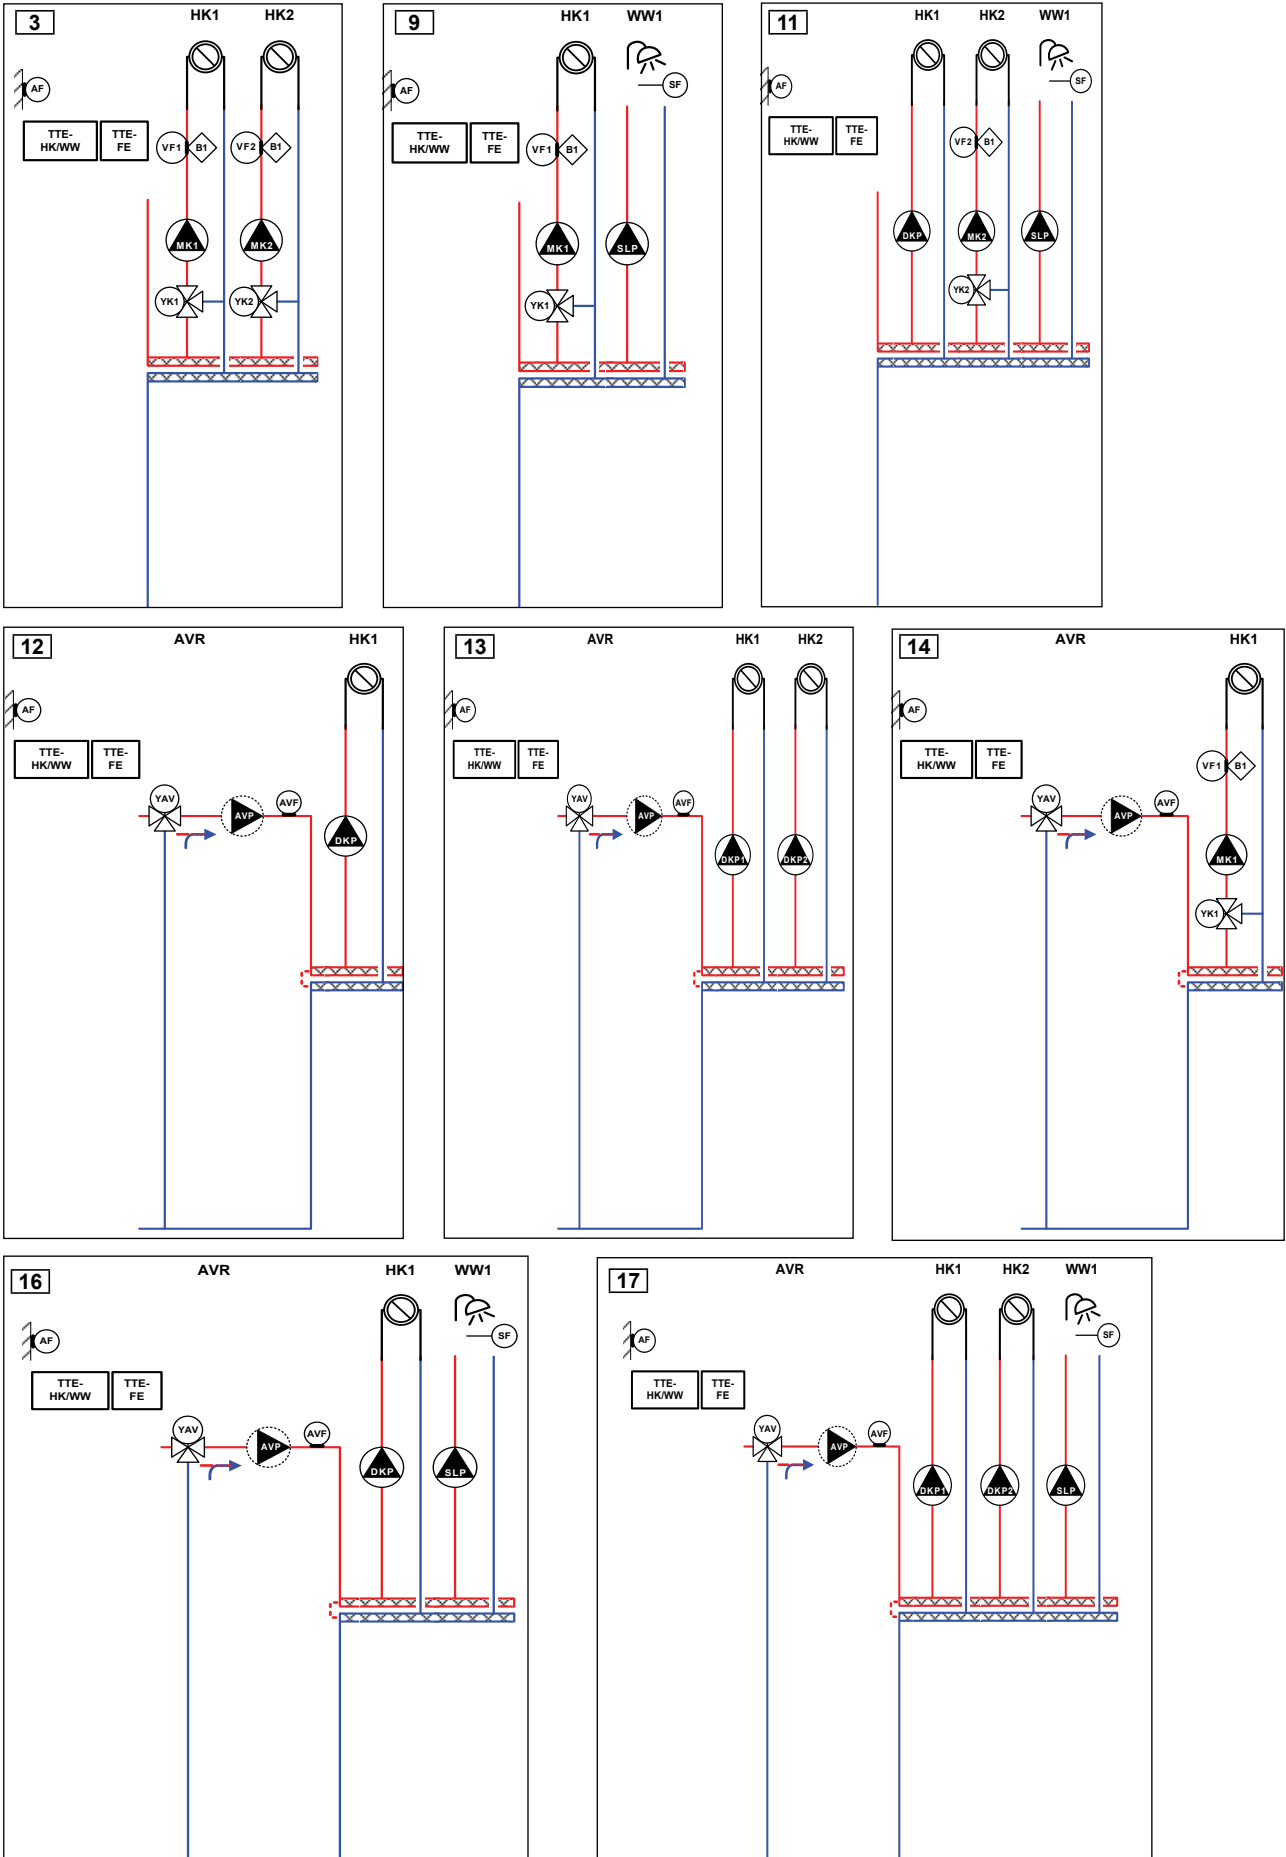 3
HK1 HK2
AF
TTE-
HK/WW
TTE-
FE
VF1 B1 VF2 B1
MK1 MK2
YK1 YK2
9
HK1 WW1
AF SF
TTE-
HK/WW
TTE-
FE
VF1 B1
MK1 SLP
YK1
11
HK1 HK2 WW1
AF SF
TTE-
HK/WW
TTE-
FE
VF2 B1
DKP MK2 SLP
YK2
12
AVR HK1
AF
TTE-
HK/WW
TTE-
FE
YAV AVP AVF
DKP
13
AVR HK1 HK2
AF
TTE-
HK/WW
TTE-
FE
YAV AVP AVF
DKP1 DKP2
14
AVR HK1
AF
TTE-
HK/WW
TTE-
FE
VF1 B1
YAV AVP AVF
MK1
YK1
16
AVR HK1 WW1
AF SF
TTE-
HK/WW
TTE-
FE
YAV AVP AVF
DKP SLP
17
AVR HK1 HK2 WW1
AF SF
TTE-
HK/WW
TTE-
FE
YAV AVP AVF
DKP1 DKP2 SLP